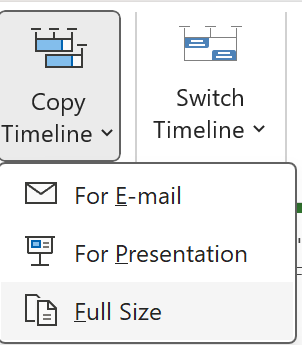 Copy
Timeline
Switch
Timeline
For E-mail
For Presentation
Full Size